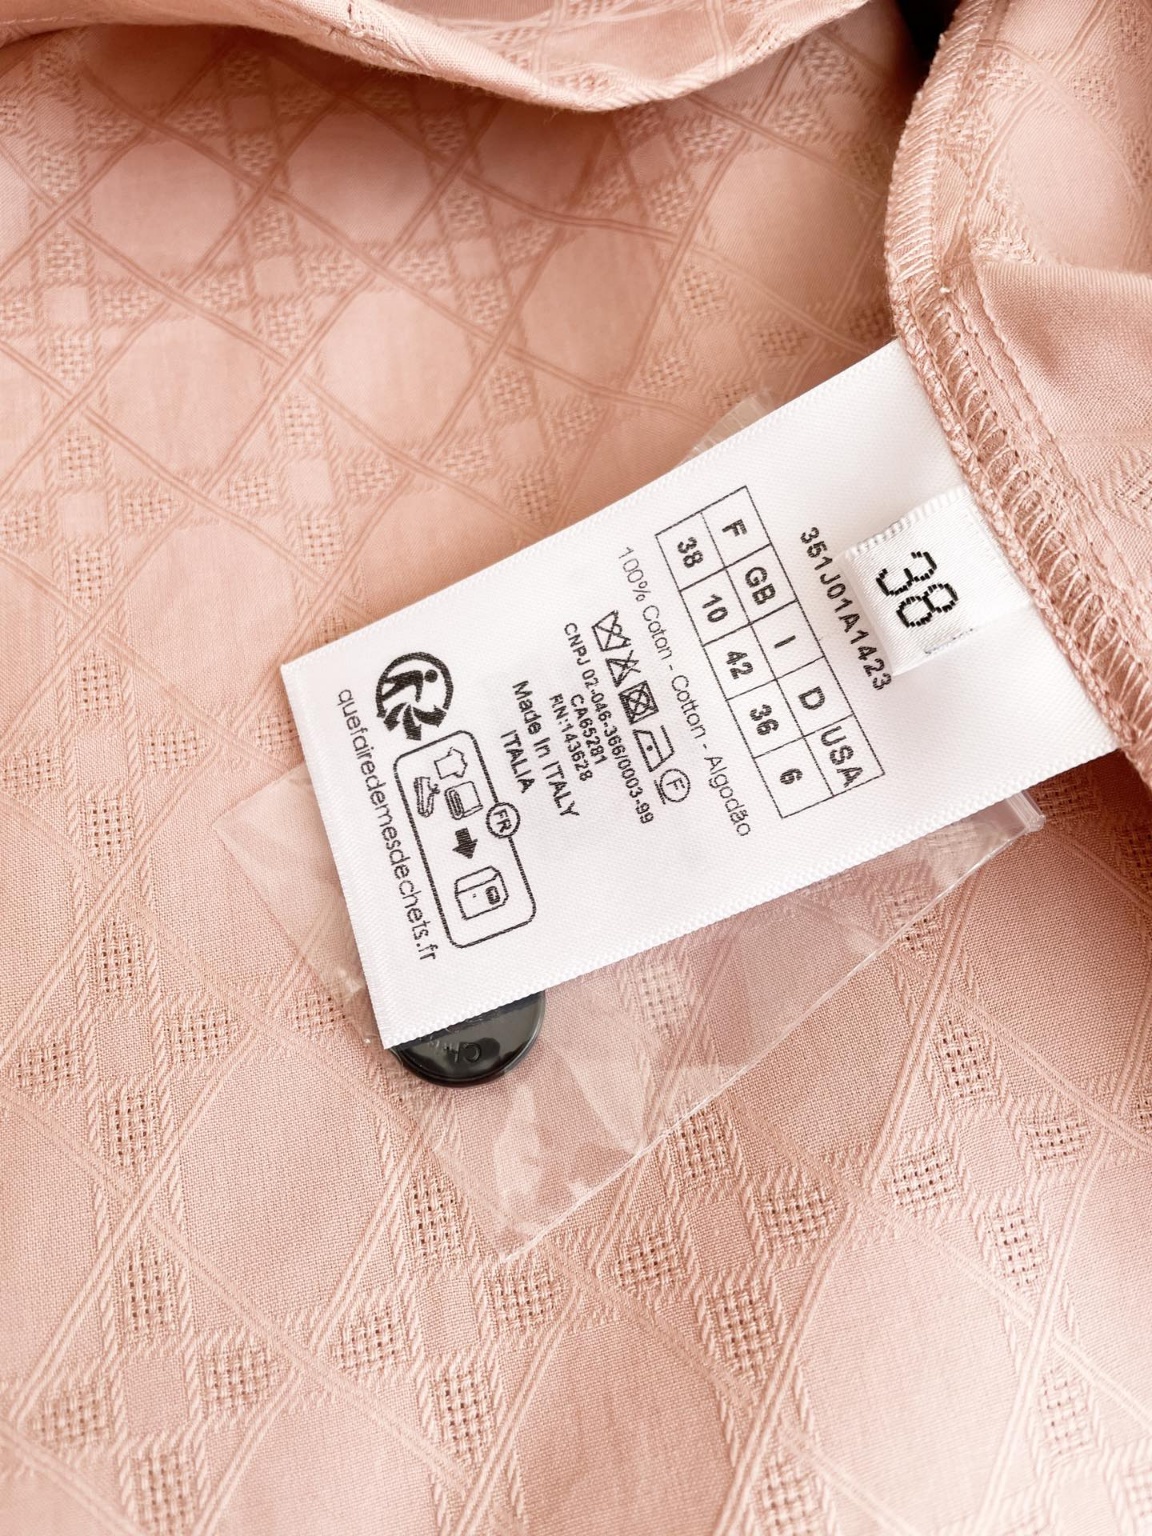 38
351J01A1423
F GB I D USA
38 10 42 36 6
100% Coton - Cotton - Algodão
F
CNPJ 02-046-366/0003-99
CA65281
RN:143628
Made In ITALY
ITALIA
FR
quefairedemesdechets.fr